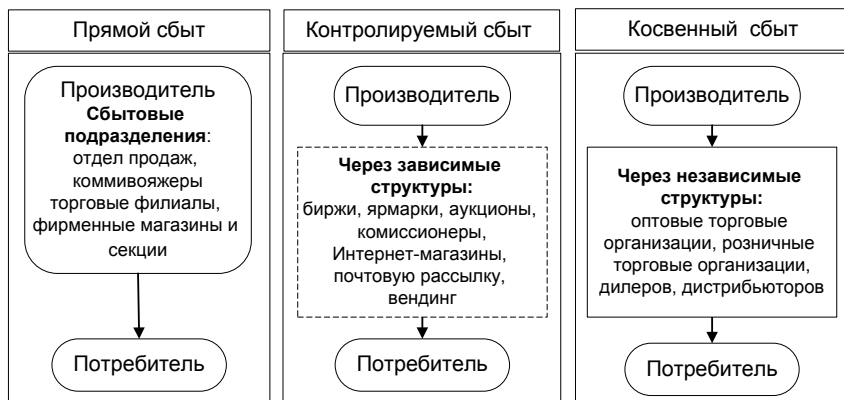 Прямой сбыт
Производитель
Сбытовые
подразделения:
отдел продаж,
коммивояжеры
торговые филиалы,
фирменные магазины и
секции
Потребитель
Контролируемый сбыт
Производитель
Через зависимые
структуры:
биржи, ярмарки, аукционы,
комиссионеры,
Интернет-магазины,
почтовую рассылку,
вендинг
Потребитель
Косвенный сбыт
Производитель
Через независимые
структуры:
оптовые торговые
организации, розничные
торговые организации,
дилеров, дистрибьюторов
Потребитель